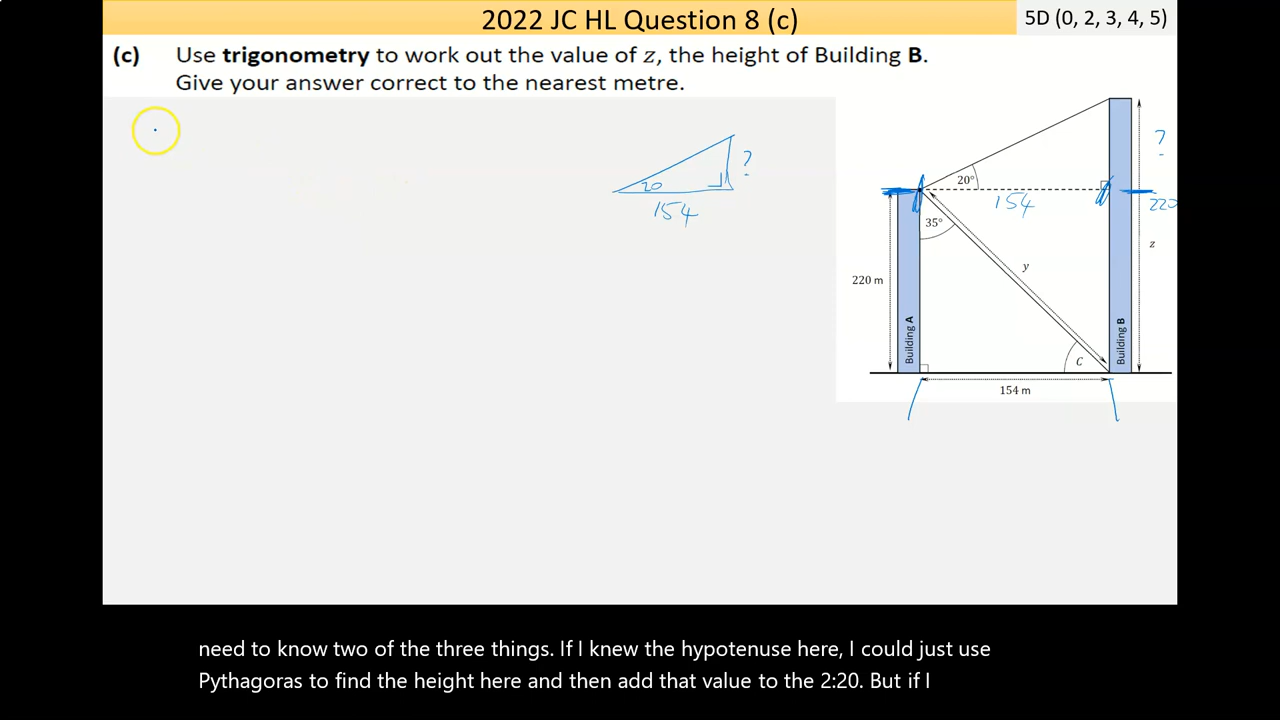 2022 JC HL Question 8 (c)
5D (0, 2, 3, 4, 5)
(c) Use trigonometry to work out the value of z, the height of Building B.
Give your answer correct to the nearest metre.
20
?
154
?
20°
154
220
35°
z
y
220 m
Building A
Building B
C
154 m
need to know two of the three things. If I knew the hypotenuse here, I could just use
Pythagoras to find the height here and then add that value to the 2:20. But if I